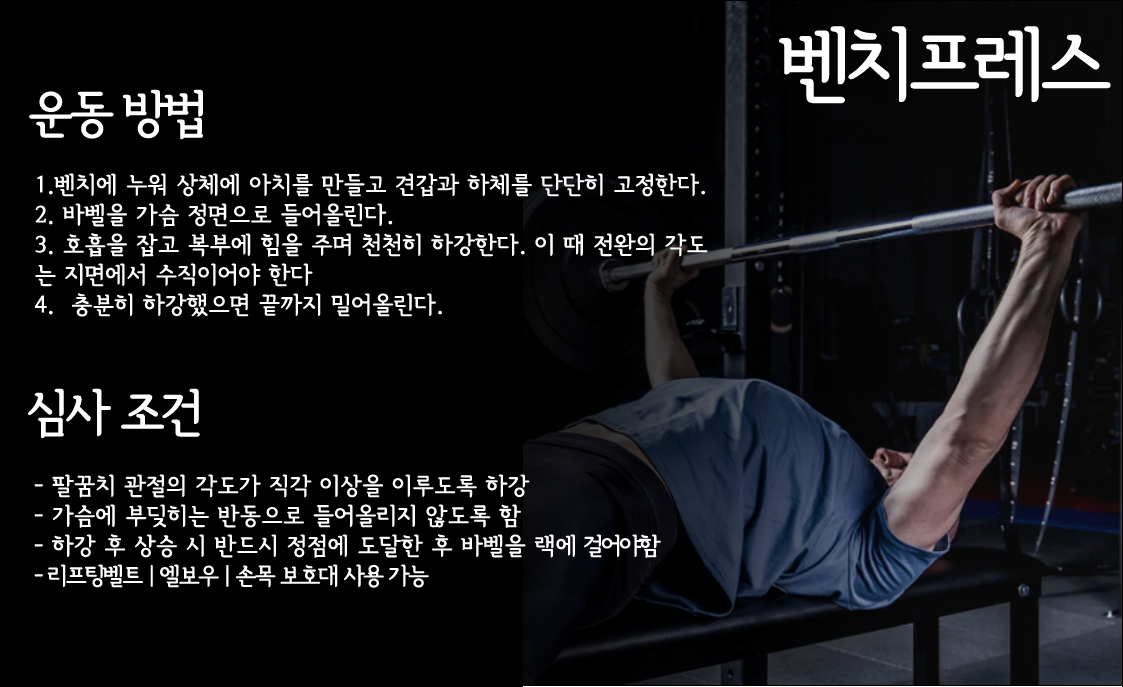 벤치프레스
운동 방법
1.벤치에 누워 상체에 아치를 만들고 견갑과 하체를 단단히 고정한다.
2. 바벨을 가슴 정면으로 들어올린다.
3. 호흡을 잡고 복부에 힘을 주며 천천히 하강한다. 이 때 전완의 각도
는 지면에서 수직이어야 한다
4. 충분히 하강했으면 끝까지 밀어올린다.
심사 조건
- 팔꿈치 관절의 각도가 직각 이상을 이루도록 하강
- 가슴에 부딪히는 반동으로 들어올리지 않도록 함
- 하강 후 상승 시 반드시 정점에 도달한 후 바벨을 랙에 걸어야함
- 리프팅벨트 | 엘보우 | 손목 보호대 사용 가능